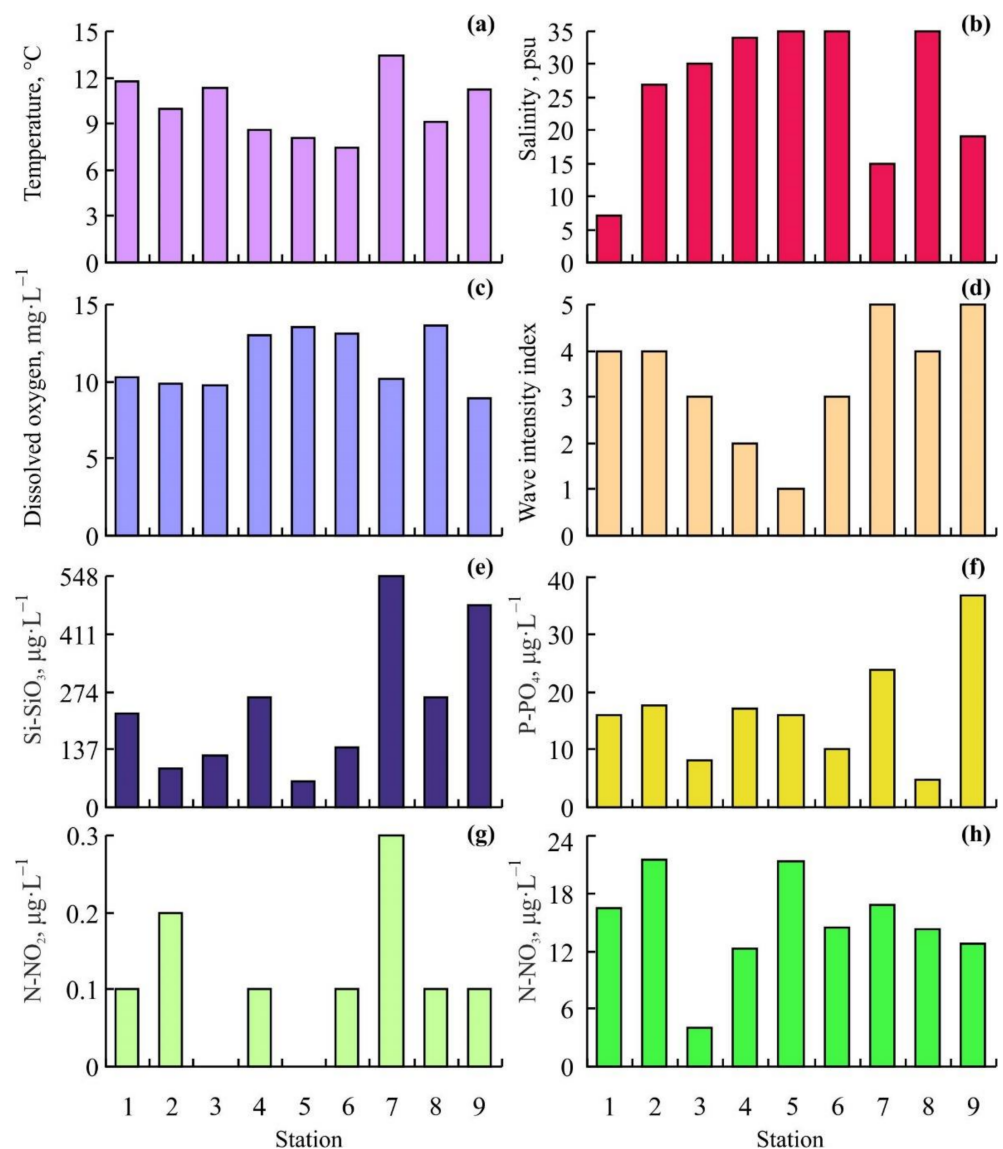 (a)
Temperature, °C
15
12
9
6
3
0
(b)
Salinity , psu
35
30
25
20
15
10
5
0
(c)
Dissolved oxygen, mg·L⁻¹
15
10
5
0
(d)
Wave intensity index
5
4
3
2
1
0
(e)
Si-SiO₃, µg·L⁻¹
548
411
274
137
0
(f)
P-PO₄, µg·L⁻¹
40
30
20
10
0
(g)
N-NO₂, µg·L⁻¹
0.3
0.2
0.1
0
1 2 3 4 5 6 7 8 9
Station
(h)
N-NO₃, µg·L⁻¹
24
18
12
6
0
1 2 3 4 5 6 7 8 9
Station